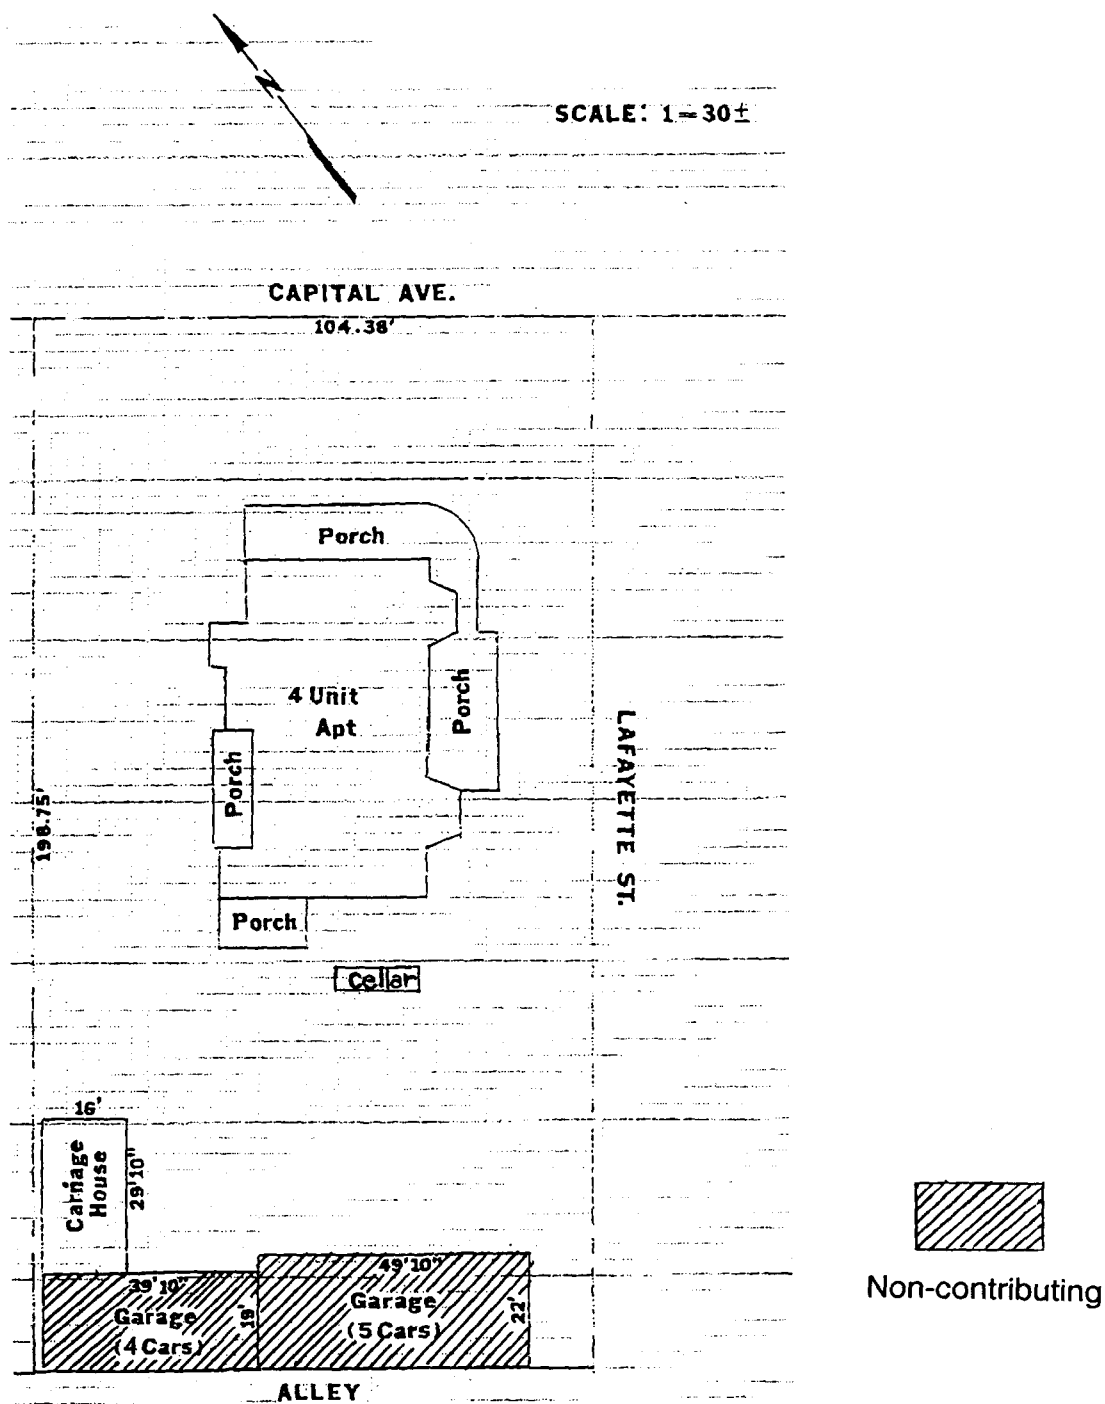 N
SCALE: 1=30±
CAPITAL AVE.
104.38'
Porch
4 Unit
Apt
Porch
Porch
LAFAYETTE ST.
198.75'
Porch
Cellar
16'
Carriage
House
29'10"
39'10"
Garage
(4 Cars)
19'
49'10"
Garage
(5 Cars)
22'
ALLEY
Non-contributing